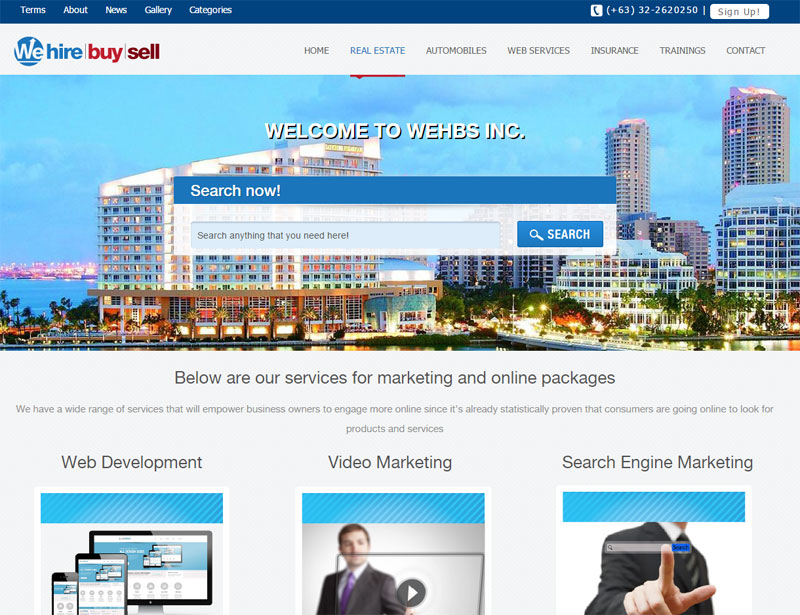 Terms About News Gallery Categories (+63) 32-2620250 | Sign Up!
We hire|buy|sell
HOME REAL ESTATE AUTOMOBILES WEB SERVICES INSURANCE TRAININGS CONTACT
WELCOME TO WEHBS INC.
Search now!
Search anything that you need here! SEARCH
Below are our services for marketing and online packages
We have a wide range of services that will empower business owners to engage more online since it's already statistically proven that consumers are going online to look for
products and services
Web Development Video Marketing Search Engine Marketing
Search